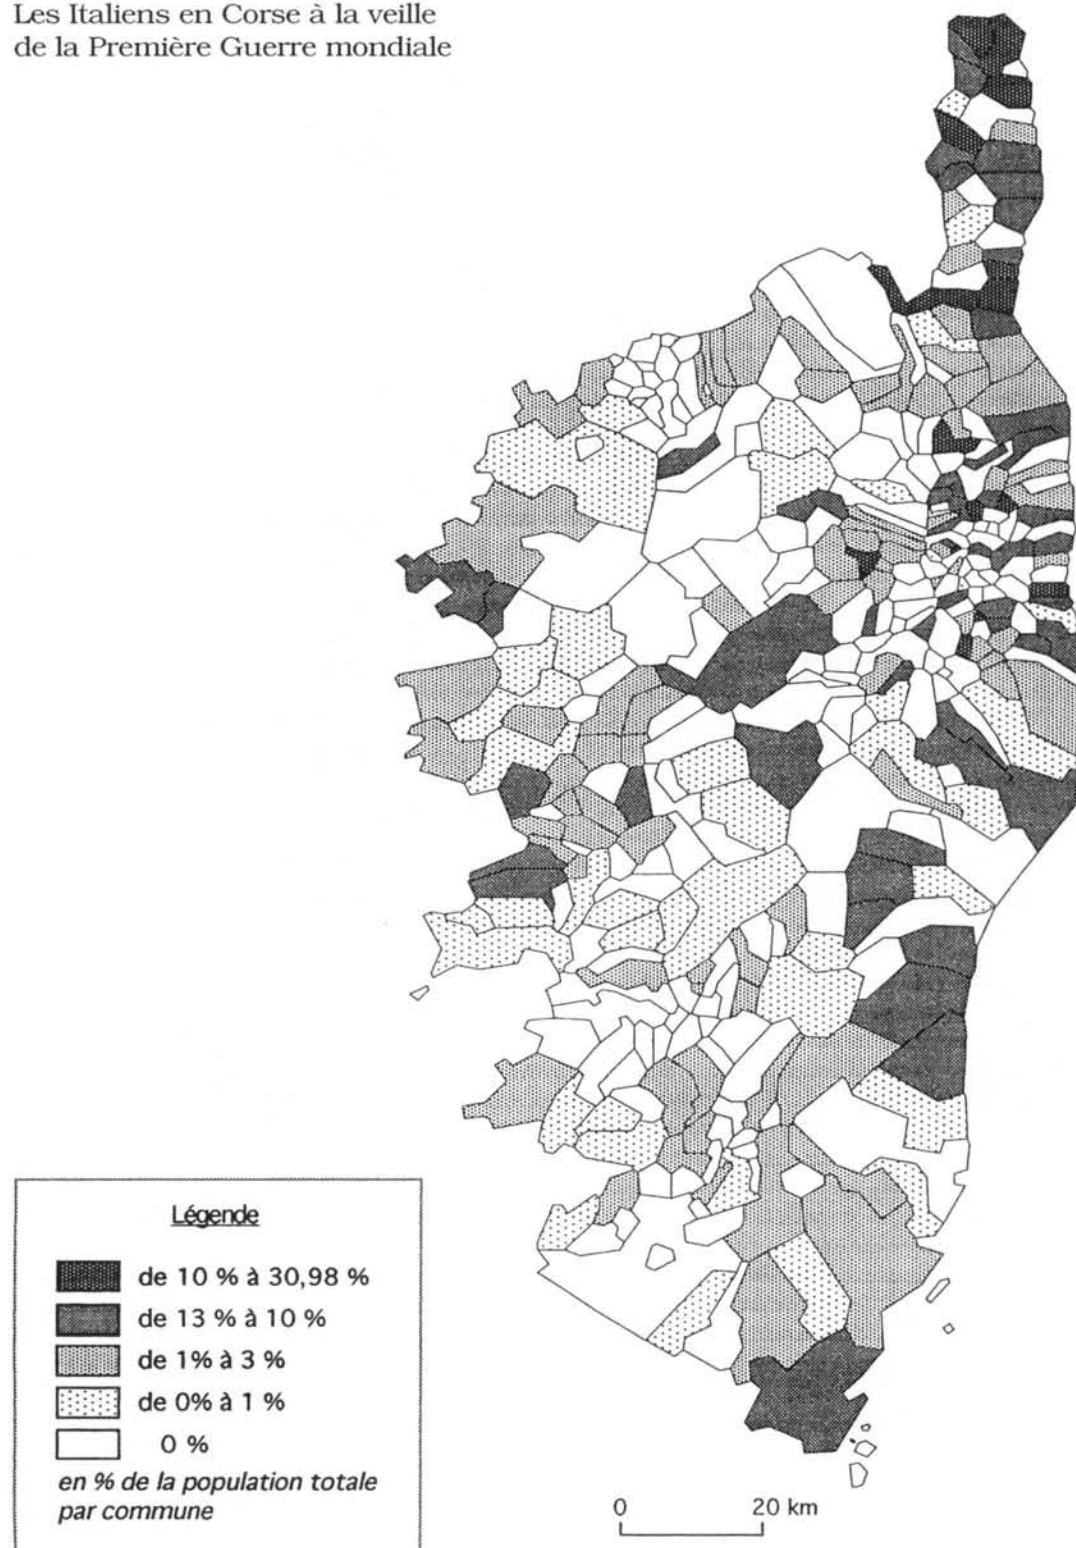 Les Italiens en Corse à la veille
de la Première Guerre mondiale
Légende
de 10 % à 30,98 %
de 13 % à 10 %
de 1% à 3 %
de 0% à 1 %
0 %
en % de la population totale
par commune
0 20 km